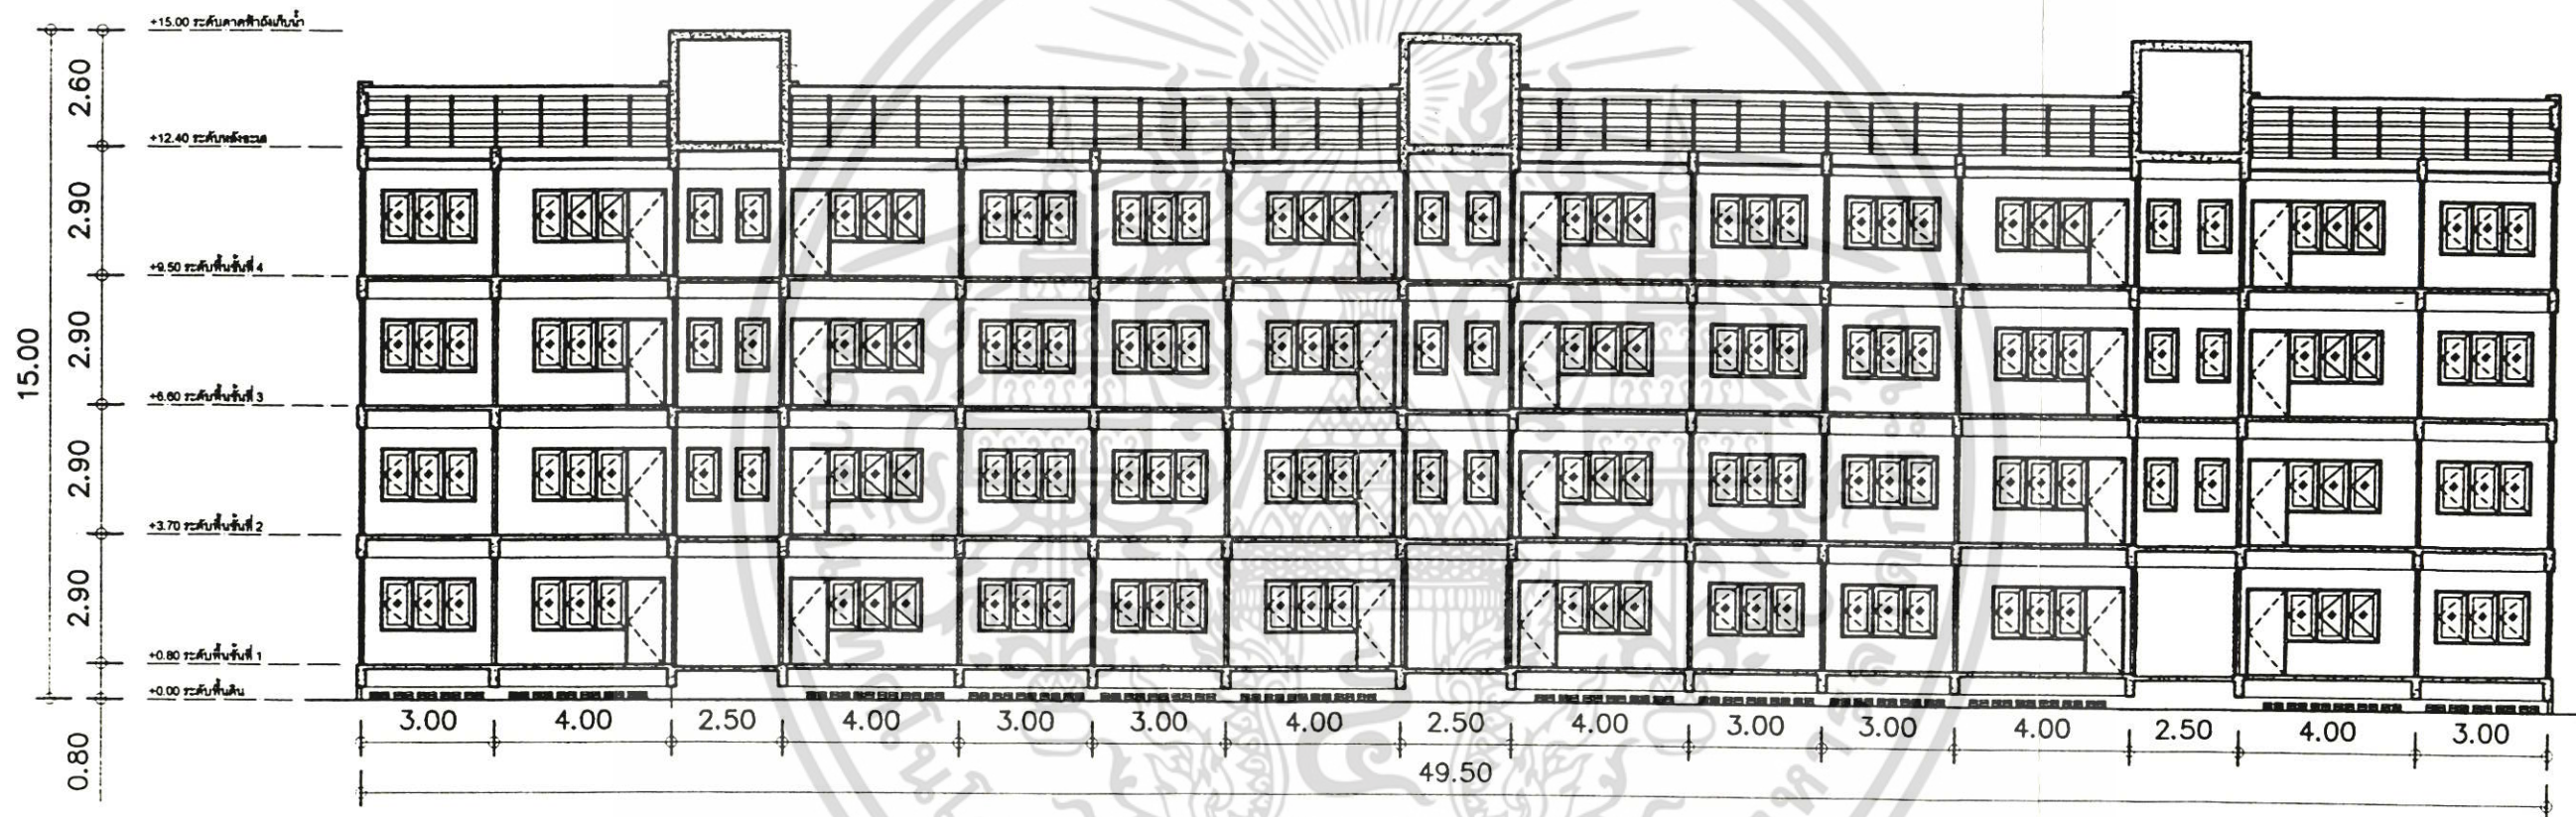 +15.00 ระดับดาดฟ้าถังเก็บน้ำ
2.60
+12.40 ระดับหลังคา
2.90
+9.50 ระดับพื้นชั้นที่ 4
2.90
15.00
+6.60 ระดับพื้นชั้นที่ 3
2.90
+3.70 ระดับพื้นชั้นที่ 2
2.90
+0.80 ระดับพื้นชั้นที่ 1
+0.00 ระดับพื้นดิน
0.80
3.00 4.00 2.50 4.00 3.00 3.00 4.00 2.50 4.00 3.00 3.00 4.00 2.50 4.00 3.00
49.50